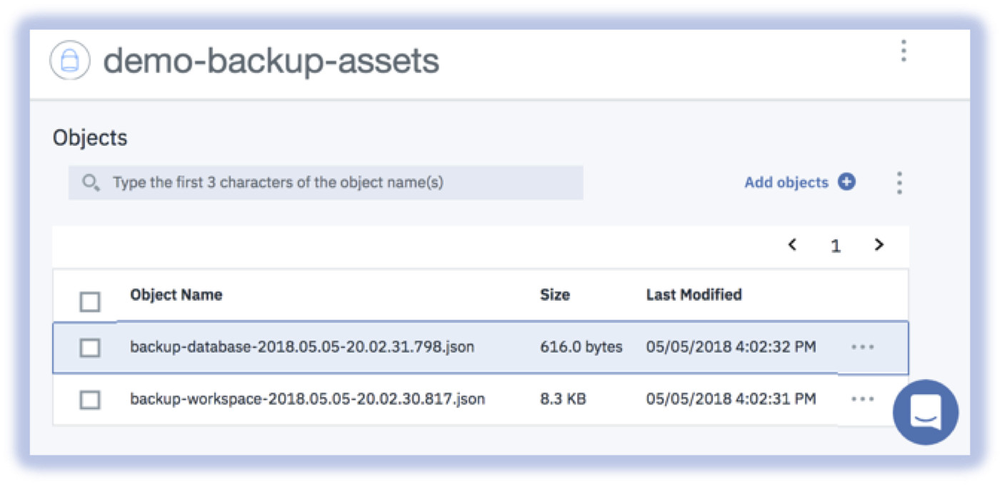 demo-backup-assets
Objects
Type the first 3 characters of the object name(s)
Add objects
1
Object Name Size Last Modified
backup-database-2018.05.05-20.02.31.798.json 616.0 bytes 05/05/2018 4:02:32 PM
backup-workspace-2018.05.05-20.02.30.817.json 8.3 KB 05/05/2018 4:02:31 PM